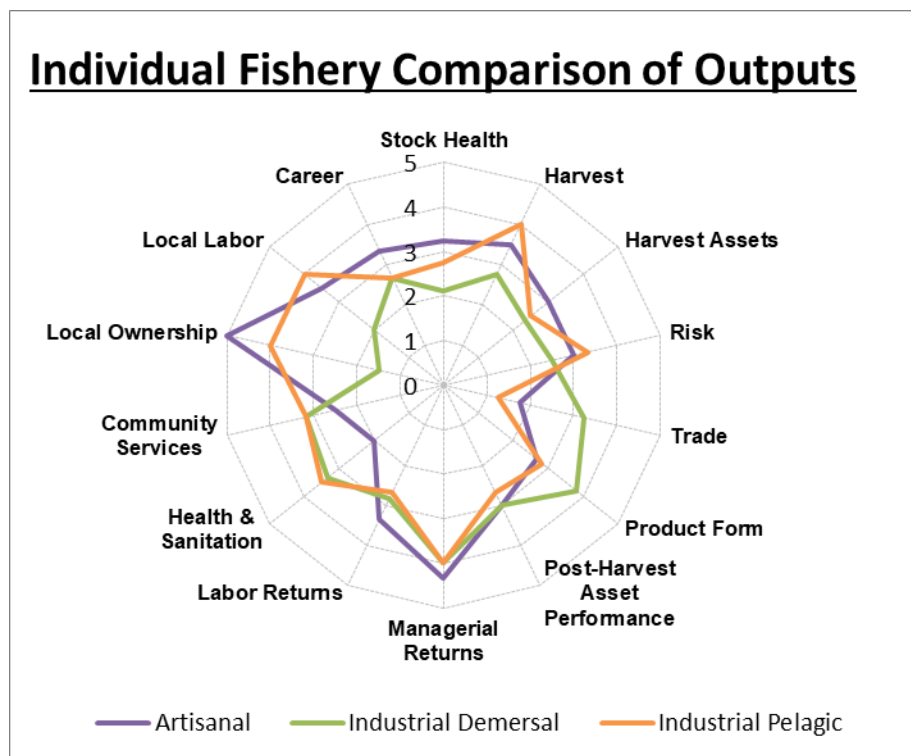 Individual Fishery Comparison of Outputs
Stock Health
5
Career
Harvest
4
Local Labor
Harvest Assets
3
2
Local Ownership
Risk
1
0
Community
Services
Trade
Health &
Sanitation
Product Form
Labor Returns
Post-Harvest
Asset
Performance
Managerial
Returns
Artisanal
Industrial Demersal
Industrial Pelagic